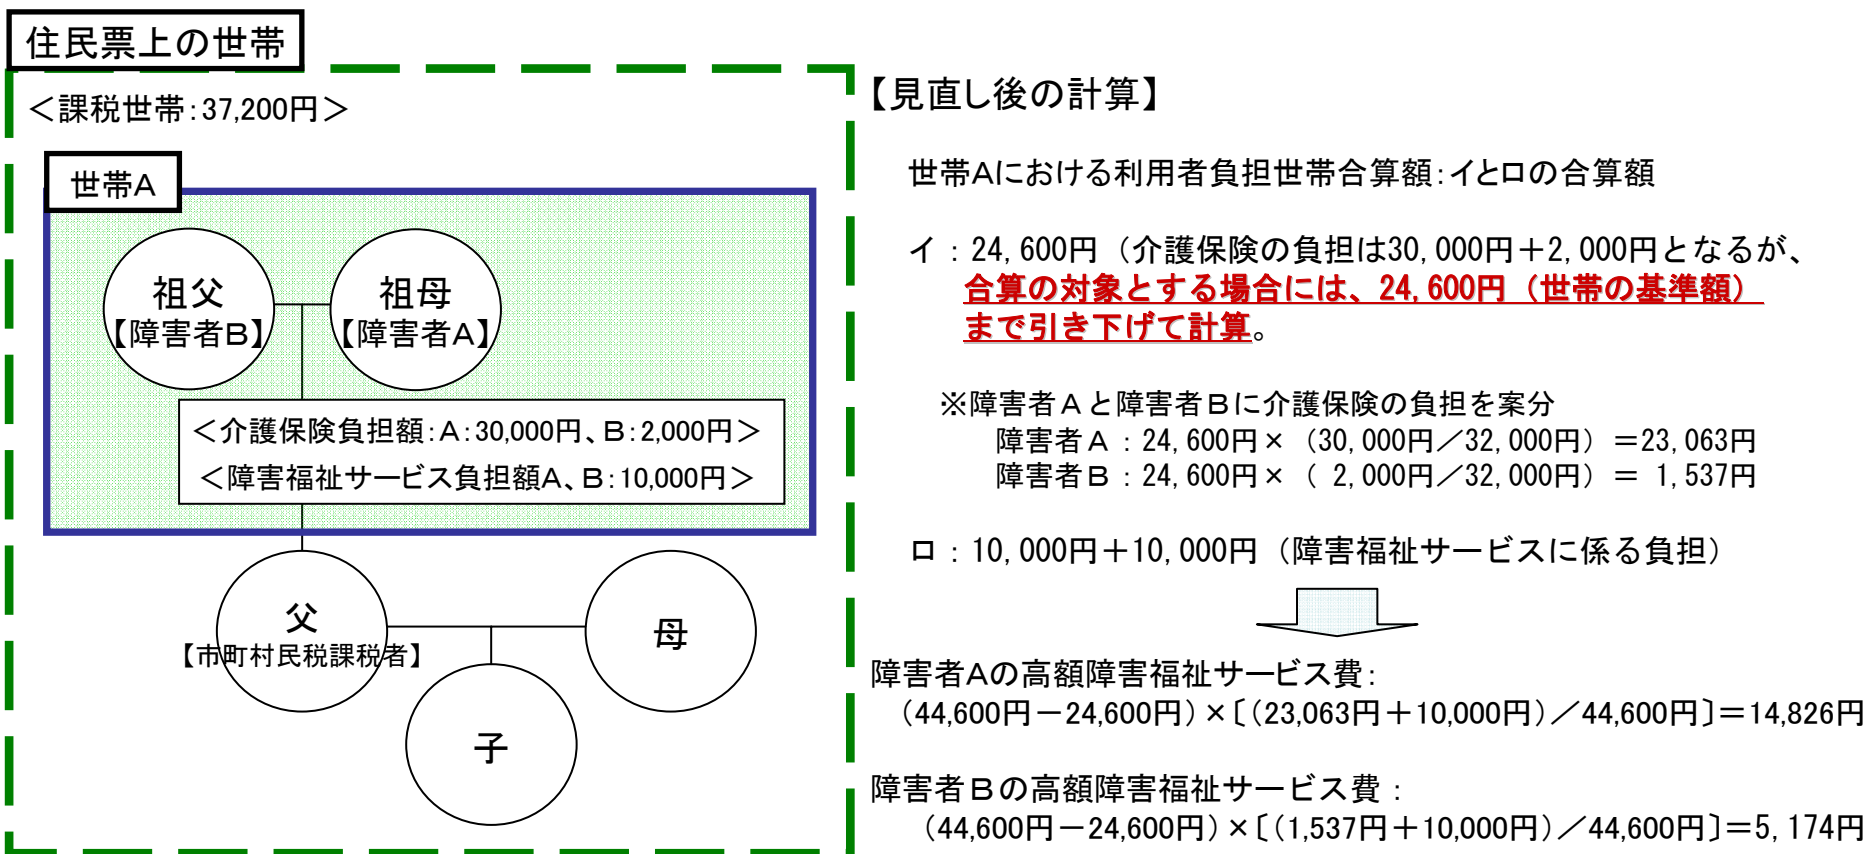 住民票上の世帯
＜課税世帯：37,200円＞
世帯A
祖父
【障害者B】
祖母
【障害者A】
＜介護保険負担額：A：30,000円、B：2,000円＞
＜障害福祉サービス負担額A、B：10,000円＞
父
【市町村民税課税者】
母
子
【見直し後の計算】
世帯Aにおける利用者負担世帯合算額：イとロの合算額
イ：24,600円（介護保険の負担は30,000円＋2,000円となるが、
合算の対象とする場合には、24,600円（世帯の基準額）
まで引き下げて計算。
※障害者Ａと障害者Ｂに介護保険の負担を案分
障害者Ａ：24,600円×（30,000円／32,000円）＝23,063円
障害者Ｂ：24,600円×（ 2,000円／32,000円）＝ 1,537円
ロ：10,000円＋10,000円（障害福祉サービスに係る負担）
障害者Aの高額障害福祉サービス費：
（44,600円－24,600円）×〔（23,063円＋10,000円）／44,600円〕＝14,826円
障害者Ｂの高額障害福祉サービス費：
（44,600円－24,600円）×〔（1,537円＋10,000円）／44,600円〕＝5,174円